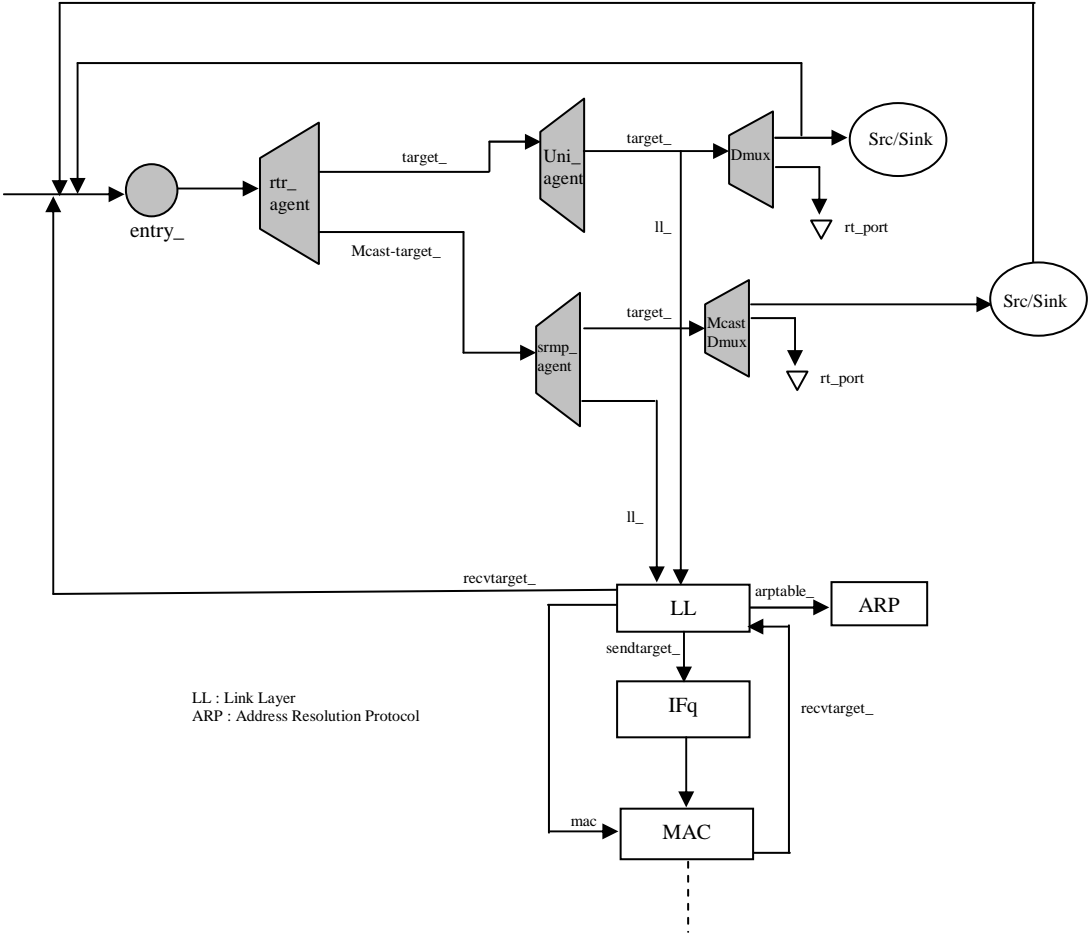 Src/Sink
target_
target_
Uni_
agent
Dmux
rtr_
agent
entry_
Mcast-target_
ll_
rt_port
Src/Sink
target_
Mcast
Dmux
srmp_
agent
rt_port
ll_
recvtarget_
arptable_
LL
ARP
sendtarget_
LL : Link Layer
ARP : Address Resolution Protocol
IFq
recvtarget_
mac
MAC